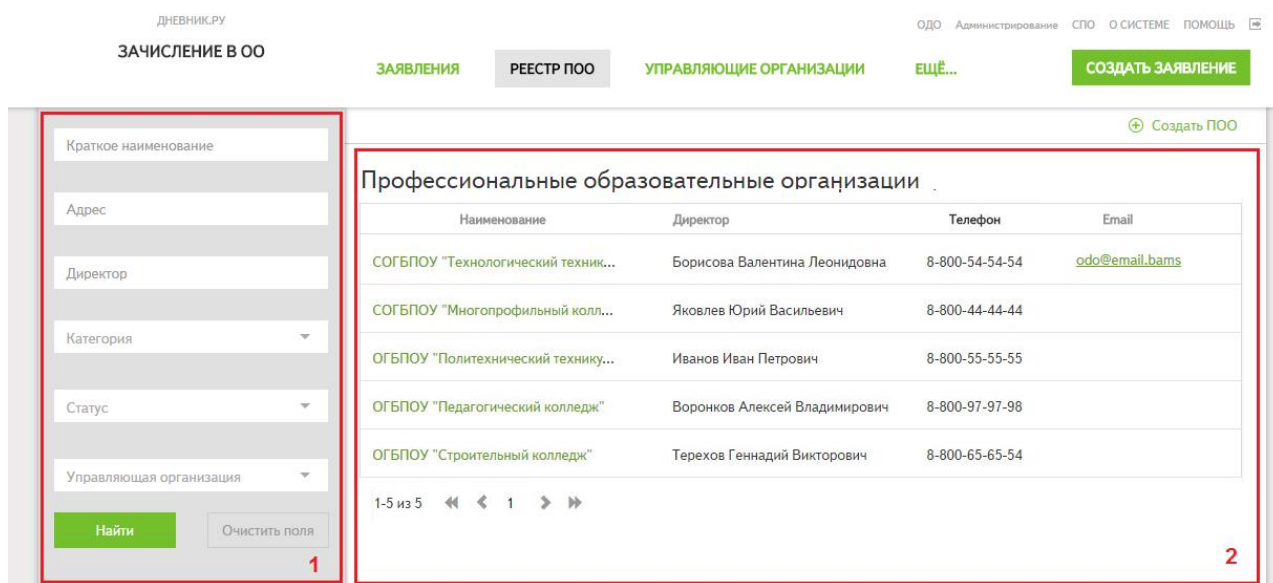 ДНЕВНИК.РУ
ЗАЧИСЛЕНИЕ В ОО
ОДО Администрирование СПО О СИСТЕМЕ ПОМОЩЬ
ЗАЯВЛЕНИЯ РЕЕСТР ПОО УПРАВЛЯЮЩИЕ ОРГАНИЗАЦИИ ЕЩЁ... СОЗДАТЬ ЗАЯВЛЕНИЕ
Краткое наименование
Адрес
Директор
Категория
Статус
Управляющая организация
Найти Очистить поля
1
Создать ПОО
Профессиональные образовательные организации
Наименование Директор Телефон Email
СОГБПОУ "Технологический техник... Борисова Валентина Леонидовна 8-800-54-54-54 odo@email.bams
СОГБПОУ "Многопрофильный колл... Яковлев Юрий Васильевич 8-800-44-44-44
ОГБПОУ "Политехнический технику... Иванов Иван Петрович 8-800-55-55-55
ОГБПОУ "Педагогический колледж" Воронков Алексей Владимирович 8-800-97-97-98
ОГБПОУ "Строительный колледж" Терехов Геннадий Викторович 8-800-65-65-54
1-5 из 5 1
2